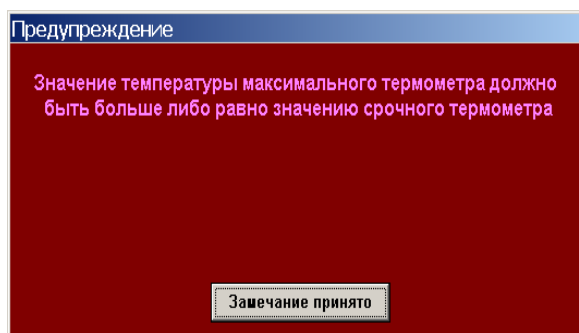 Предупреждение
Значение температуры максимального термометра должно
быть больше либо равно значению срочного термометра
Замечание принято